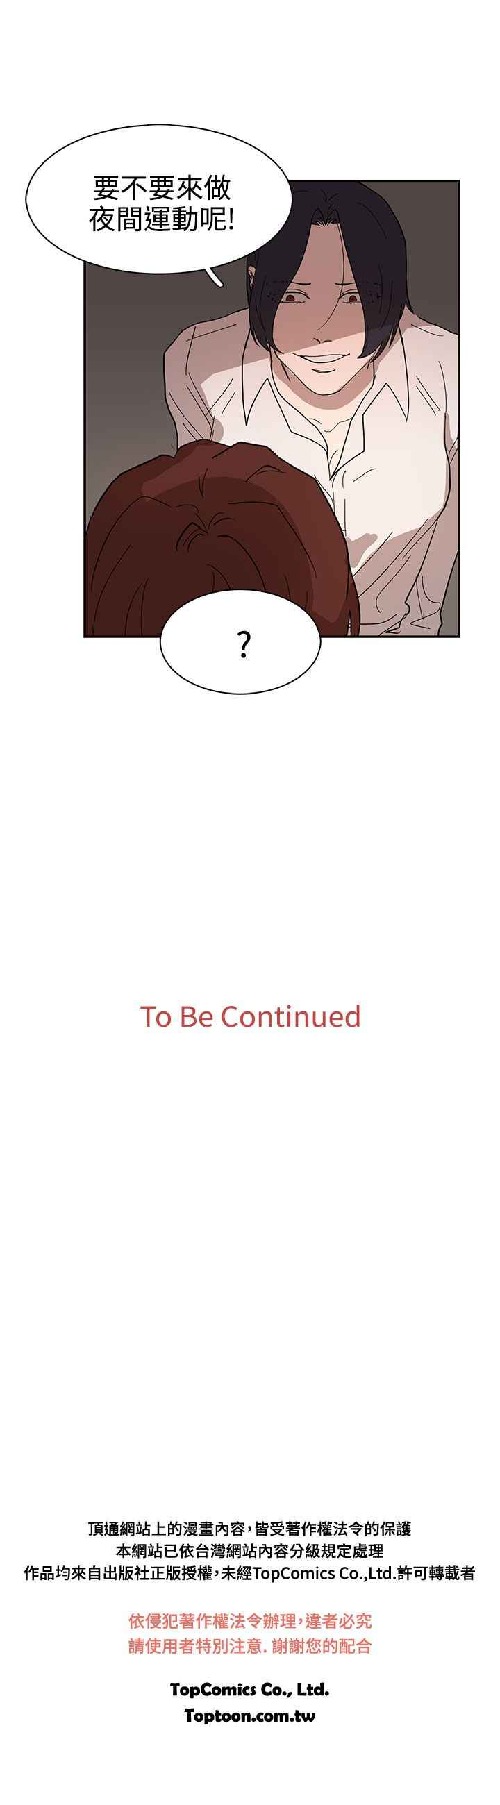 要不要來做
夜間運動呢!
?
To Be Continued
頂通網站上的漫畫內容,皆受著作權法令的保護
本網站已依台灣網站內容分級規定處理
作品均來自出版社正版授權,未經TopComics Co.,Ltd.許可轉載者
依侵犯著作權法令辦理,違者必究
請使用者特別注意. 謝謝您的配合
TopComics Co., Ltd.
Toptoon.com.tw